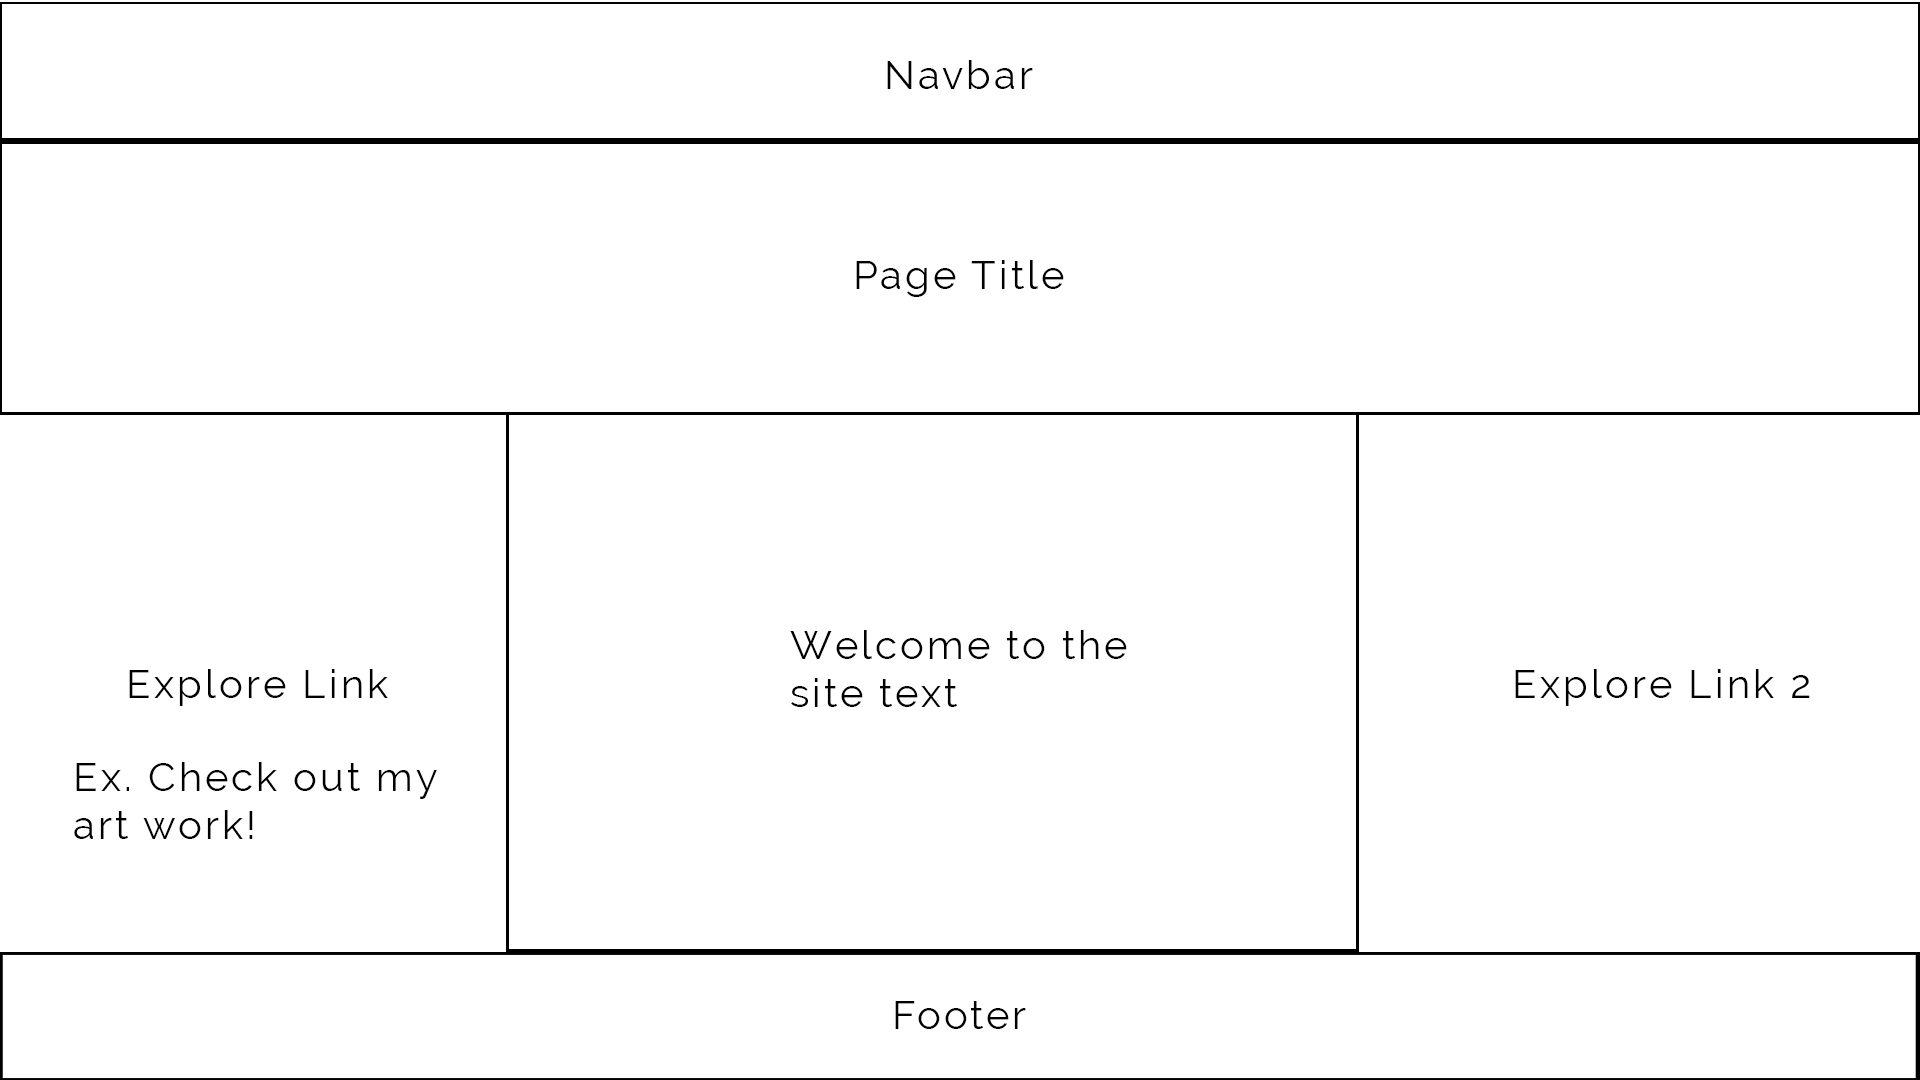 Navbar
Page Title
Explore Link
Ex. Check out my
art work!
Welcome to the
site text
Explore Link 2
Footer